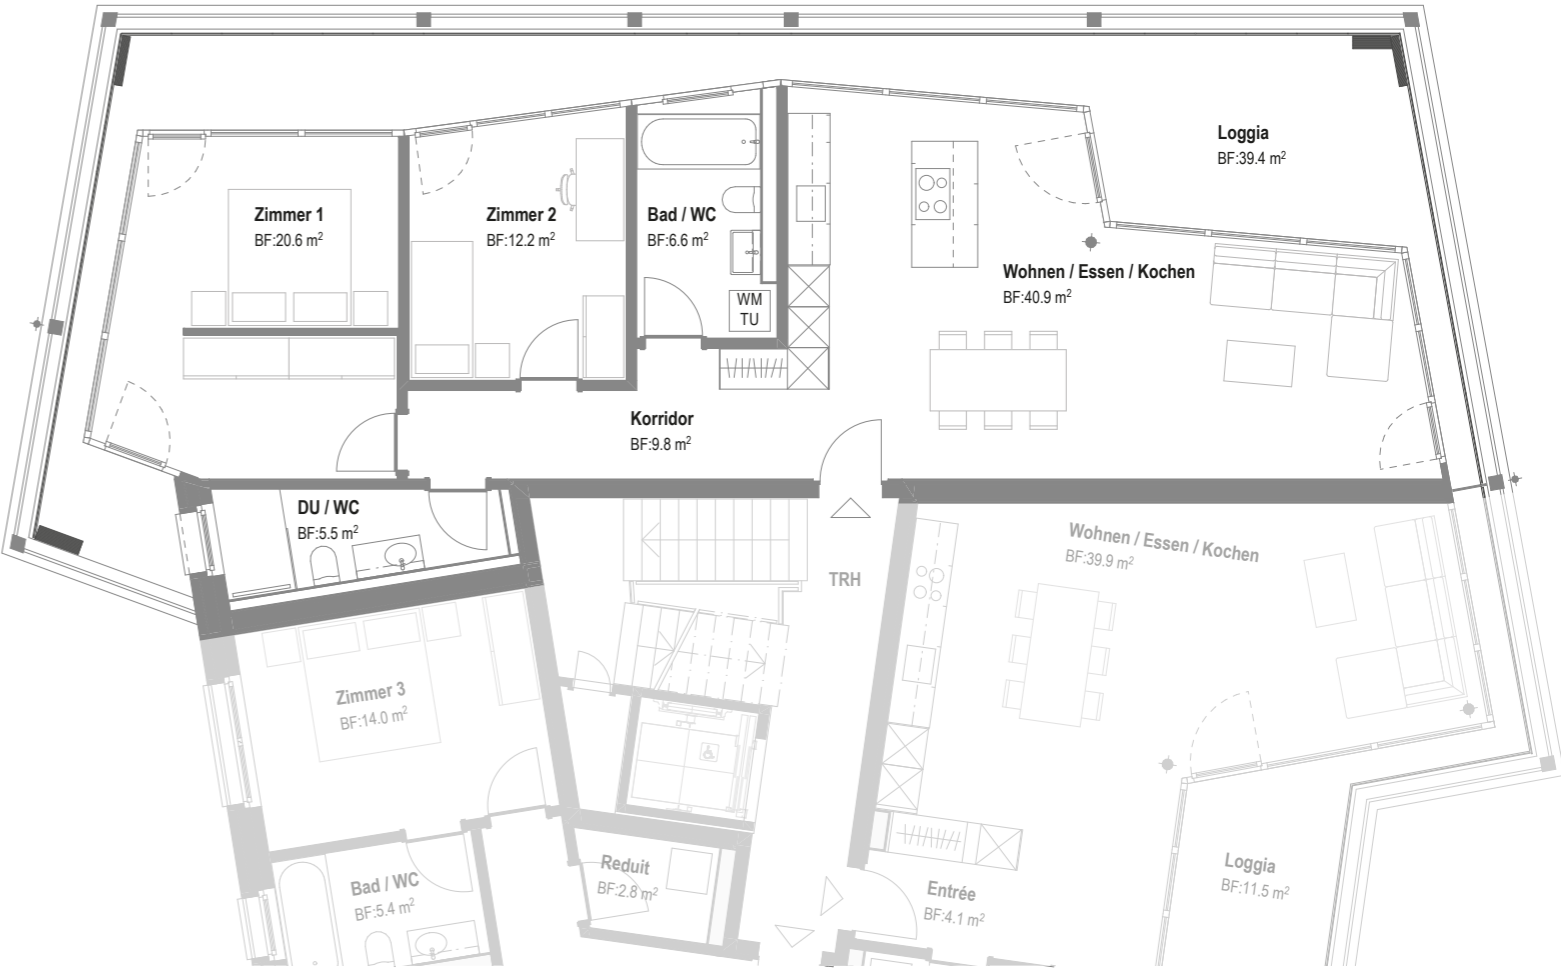 Loggia
BF:39.4 m²
Zimmer 1
BF:20.6 m²
Zimmer 2
BF:12.2 m²
Bad / WC
BF:6.6 m²
Wohnen / Essen / Kochen
BF:40.9 m²
WM
TU
Korridor
BF:9.8 m²
DU / WC
BF:5.5 m²
Wohnen / Essen / Kochen
BF:39.9 m²
TRH
Zimmer 3
BF:14.0 m²
Reduit
BF:2.8 m²
Loggia
BF:11.5 m²
Bad / WC
BF:5.4 m²
Entrée
BF:4.1 m²